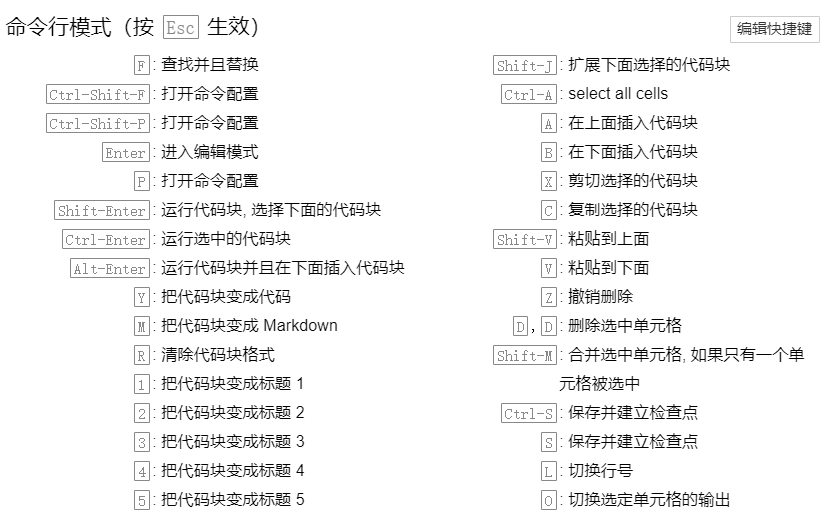 命令行模式（按 Esc 生效）
编辑快捷键
F : 查找并且替换
Ctrl-Shift-F : 打开命令配置
Ctrl-Shift-P : 打开命令配置
Enter : 进入编辑模式
P : 打开命令配置
Shift-Enter : 运行代码块, 选择下面的代码块
Ctrl-Enter : 运行选中的代码块
Alt-Enter : 运行代码块并且在下面插入代码块
Y : 把代码块变成代码
M : 把代码块变成 Markdown
R : 清除代码块格式
1 : 把代码块变成标题 1
2 : 把代码块变成标题 2
3 : 把代码块变成标题 3
4 : 把代码块变成标题 4
5 : 把代码块变成标题 5
Shift-J : 扩展下面选择的代码块
Ctrl-A : select all cells
A : 在上面插入代码块
B : 在下面插入代码块
X : 剪切选择的代码块
C : 复制选择的代码块
Shift-V : 粘贴到上面
V : 粘贴到下面
Z : 撤销删除
D , D : 删除选中单元格
Shift-M : 合并选中单元格, 如果只有一个单
元格被选中
Ctrl-S : 保存并建立检查点
S : 保存并建立检查点
L : 切换行号
O : 切换选定单元格的输出